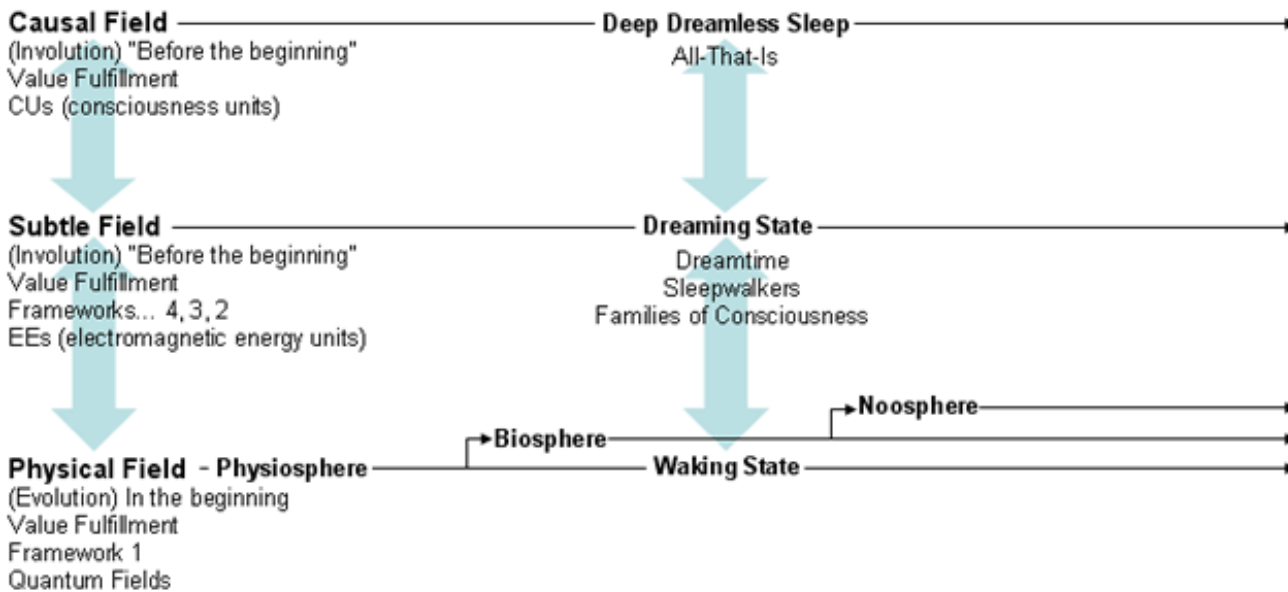 Causal Field
Deep Dreamless Sleep
(Involution) "Before the beginning"
All-That-Is
Value Fulfillment
CUs (consciousness units)
Subtle Field
Dreaming State
(Involution) "Before the beginning"
Dreamtime
Value Fulfillment
Sleepwalkers
Frameworks... 4, 3, 2
Families of Consciousness
EEs (electromagnetic energy units)
Noosphere
Biosphere
Physical Field - Physiosphere
Waking State
(Evolution) In the beginning
Value Fulfillment
Framework 1
Quantum Fields